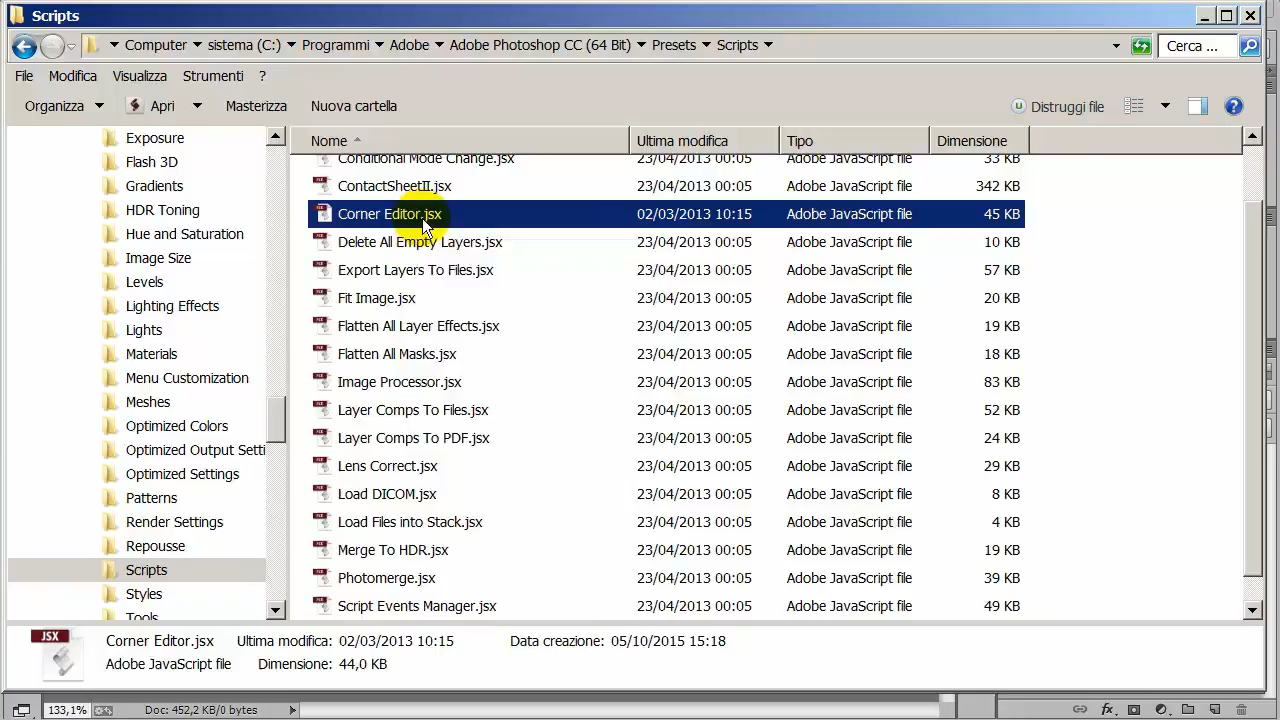 Scripts
Computer sistema (C:) Programmi Adobe Adobe Photoshop CC (64 Bit) Presets Scripts Cerca ...
File Modifica Visualizza Strumenti ?
Organizza Apri Masterizza Nuova cartella Distruggi file
Exposure
Flash 3D
Gradients
HDR Toning
Hue and Saturation
Image Size
Levels
Lighting Effects
Lights
Materials
Menu Customization
Meshes
Optimized Colors
Optimized Output Setti
Optimized Settings
Patterns
Render Settings
Repousse
Scripts
Styles
Tools
Nome Ultima modifica Tipo Dimensione
Conditional Mode Change.jsx 23/04/2013 00:05 Adobe JavaScript file 33 KB
ContactSheetII.jsx 23/04/2013 00:05 Adobe JavaScript file 342 KB
Corner Editor.jsx 02/03/2013 10:15 Adobe JavaScript file 45 KB
Delete All Empty Layers.jsx 23/04/2013 00:05 Adobe JavaScript file 10 KB
Export Layers To Files.jsx 23/04/2013 00:05 Adobe JavaScript file 57 KB
Fit Image.jsx 23/04/2013 00:05 Adobe JavaScript file 20 KB
Flatten All Layer Effects.jsx 23/04/2013 00:05 Adobe JavaScript file 19 KB
Flatten All Masks.jsx 23/04/2013 00:05 Adobe JavaScript file 18 KB
Image Processor.jsx 23/04/2013 00:05 Adobe JavaScript file 83 KB
Layer Comps To Files.jsx 23/04/2013 00:05 Adobe JavaScript file 52 KB
Layer Comps To PDF.jsx 23/04/2013 00:05 Adobe JavaScript file 24 KB
Lens Correct.jsx 23/04/2013 00:05 Adobe JavaScript file 29 KB
Load DICOM.jsx 23/04/2013 00:05 Adobe JavaScript file 8 KB
Load Files into Stack.jsx 23/04/2013 00:05 Adobe JavaScript file 4 KB
Merge To HDR.jsx 23/04/2013 00:05 Adobe JavaScript file 19 KB
Photomerge.jsx 23/04/2013 00:05 Adobe JavaScript file 39 KB
Script Events Manager.jsx 23/04/2013 00:05 Adobe JavaScript file 49 KB
JSX
Corner Editor.jsx Ultima modifica: 02/03/2013 10:15 Data creazione: 05/10/2015 15:18
Adobe JavaScript file Dimensione: 44,0 KB
133,1% Doc: 452,2 KB/0 bytes fx